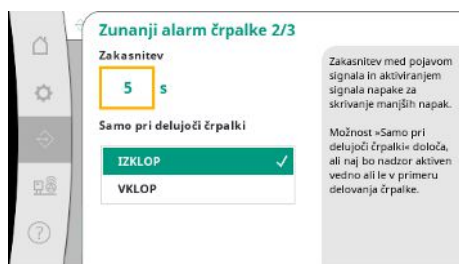 Zunanji alarm črpalke 2/3
Zakasnitev
5 s
Samo pri delujoči črpalki
IZKLOP
VKLOP
Zakasnitev med pojavom
signala in aktiviranjem
signala napake za
skrivanje manjših napak.
Možnost »Samo pri
delujoči črpalki« določa,
ali naj bo nadzor aktiven
vedno ali le v primeru
delovanja črpalke.